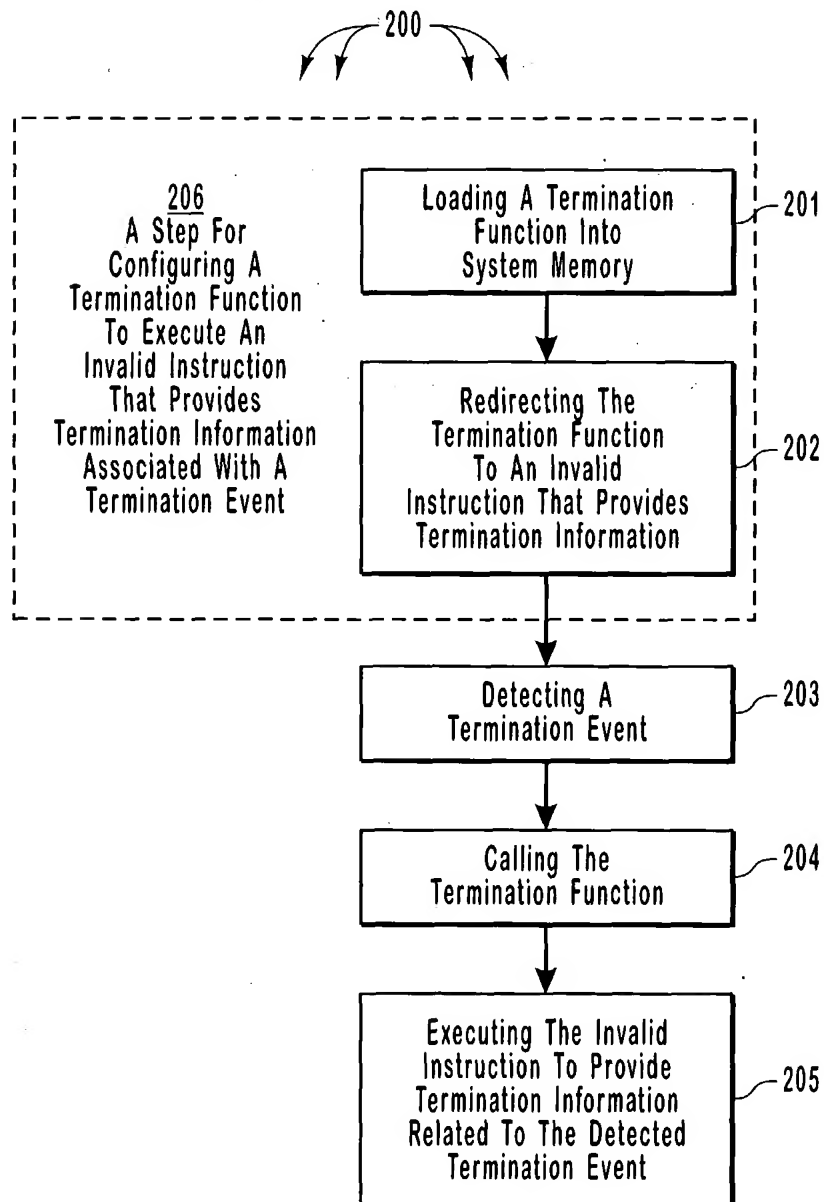 200
206
A Step For
Configuring A
Termination Function
To Execute An
Invalid Instruction
That Provides
Termination Information
Associated With A
Termination Event
Loading A Termination
Function Into
System Memory
201
Redirecting The
Termination Function
To An Invalid
Instruction That Provides
Termination Information
202
Detecting A
Termination Event
203
Calling The
Termination Function
204
Executing The Invalid
Instruction To Provide
Termination Information
Related To The Detected
Termination Event
205